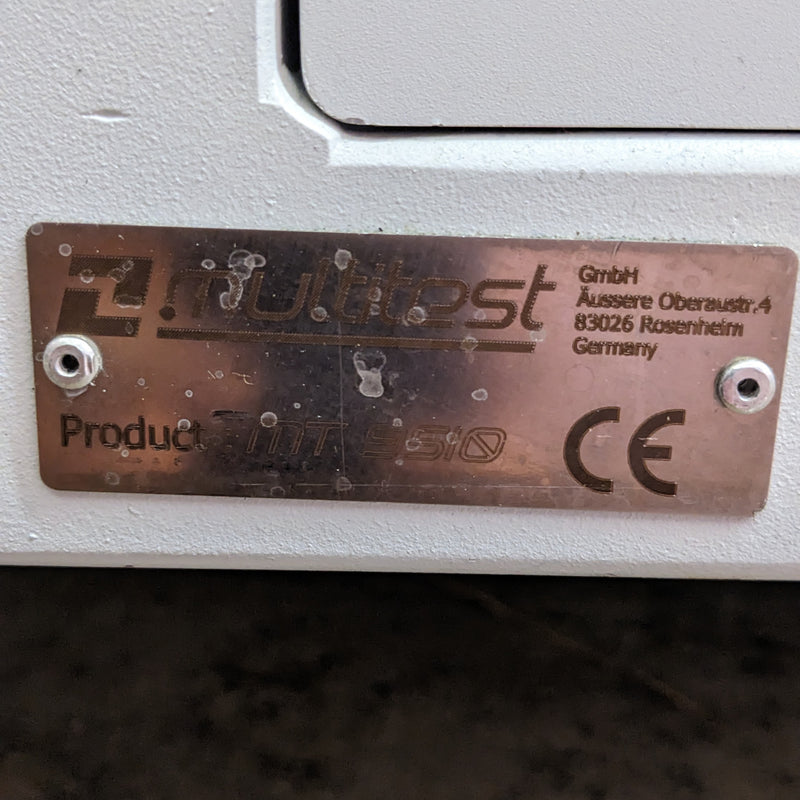 multitest
GmbH
Äussere Oberaustr.4
83026 Rosenheim
Germany
Product MT 9510
CE